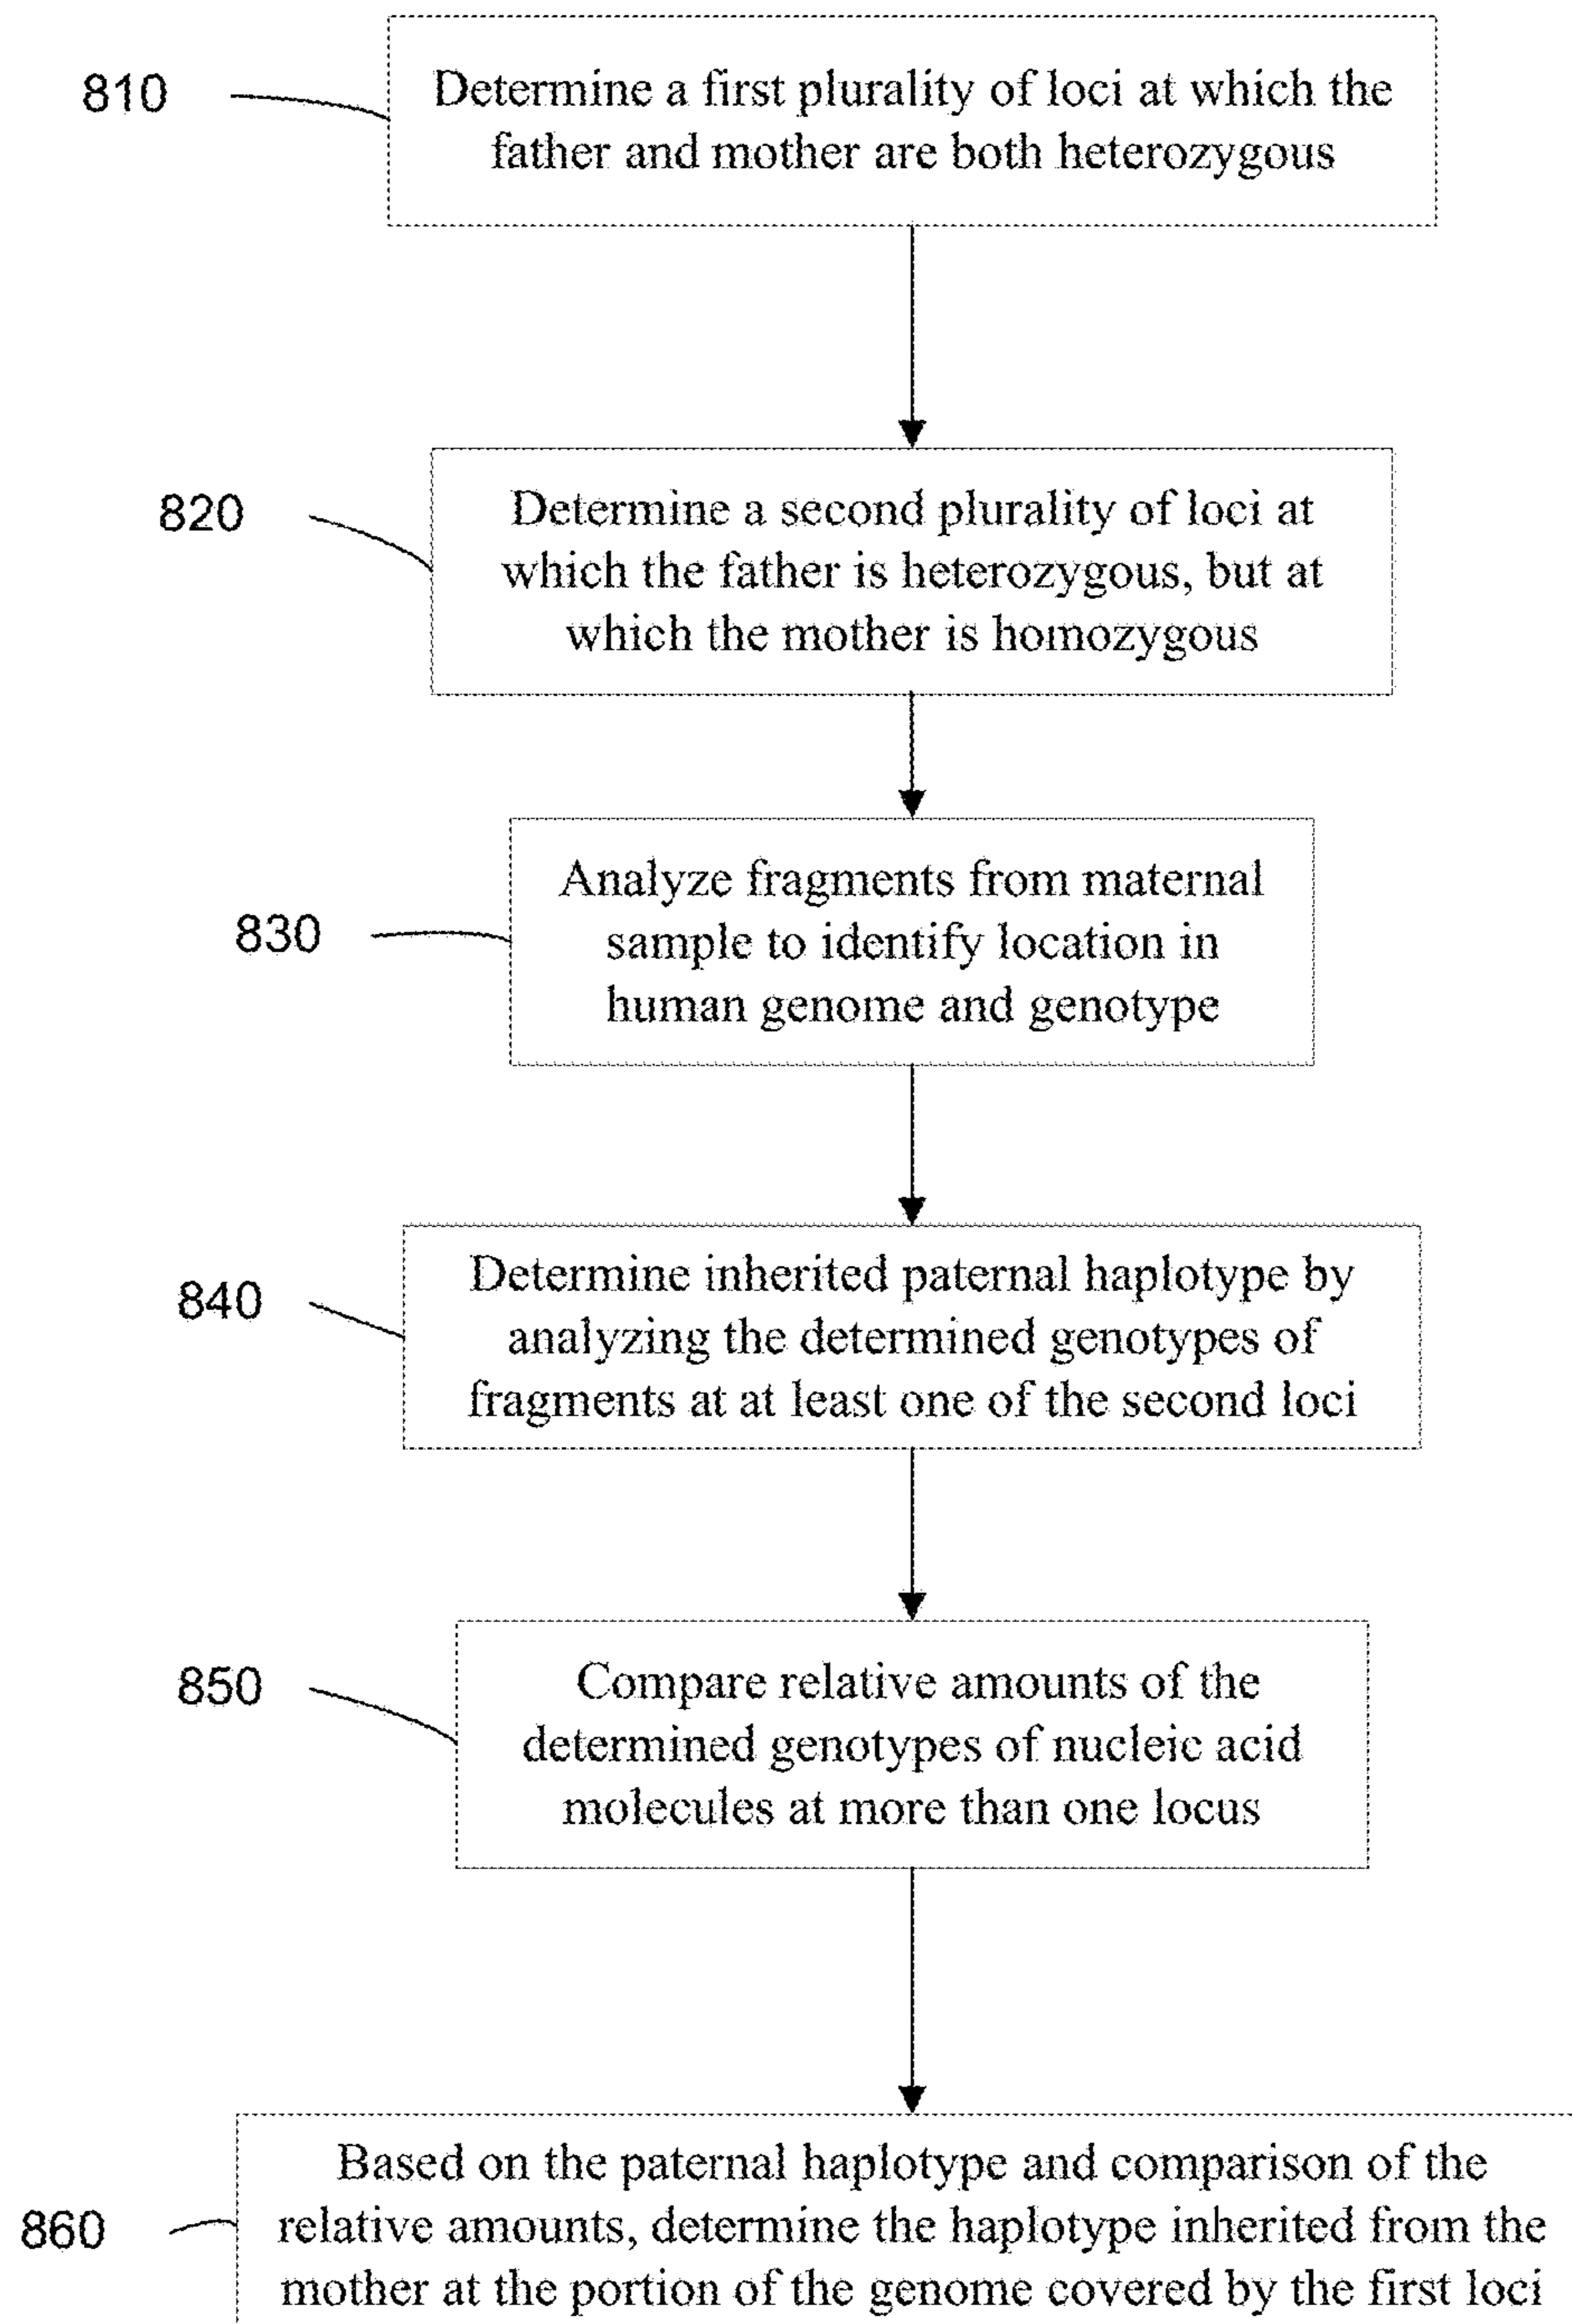 810
Determine a first plurality of loci at which the
father and mother are both heterozygous
820
Determine a second plurality of loci at
which the father is heterozygous, but at
which the mother is homozygous
830
Analyze fragments from maternal
sample to identify location in
human genome and genotype
840
Determine inherited paternal haplotype by
analyzing the determined genotypes of
fragments at at least one of the second loci
850
Compare relative amounts of the
determined genotypes of nucleic acid
molecules at more than one locus
860
Based on the paternal haplotype and comparison of the
relative amounts, determine the haplotype inherited from the
mother at the portion of the genome covered by the first loci